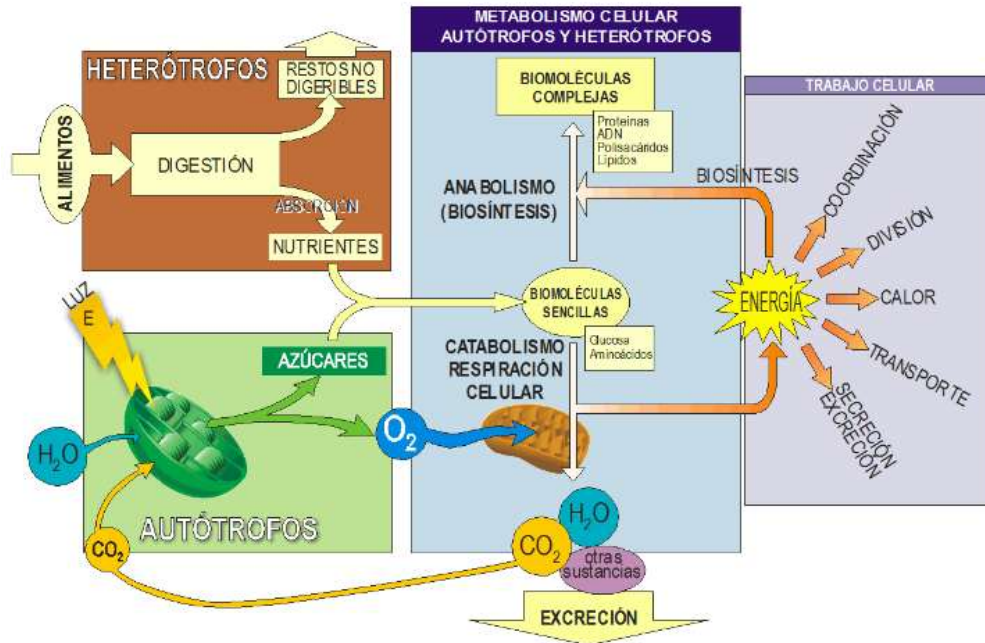 METABOLISMO CELULAR
AUTÓTROFOS Y HETERÓTROFOS
HETERÓTROFOS
RESTOS NO
DIGERIBLES
ALIMENTOS
DIGESTIÓN
ABSORCIÓN
NUTRIENTES
BIOMOLÉCULAS
COMPLEJAS
Proteínas
ADN
Polisacáridos
Lípidos
ANABOLISMO
(BIOSÍNTESIS)
BIOMOLÉCULAS
SENCILLAS
Glucosa
Aminoácidos
CATABOLISMO
RESPIRACIÓN
CELULAR
TRABAJO CELULAR
BIOSÍNTESIS
COORDINACIÓN
DIVISIÓN
ENERGÍA
CALOR
TRANSPORTE
SECRECIÓN
EXCRECIÓN
LUZ
E
AZÚCARES
O2
H2O
AUTÓTROFOS
CO2
H2O
CO2
otras
sustancias
EXCRECIÓN